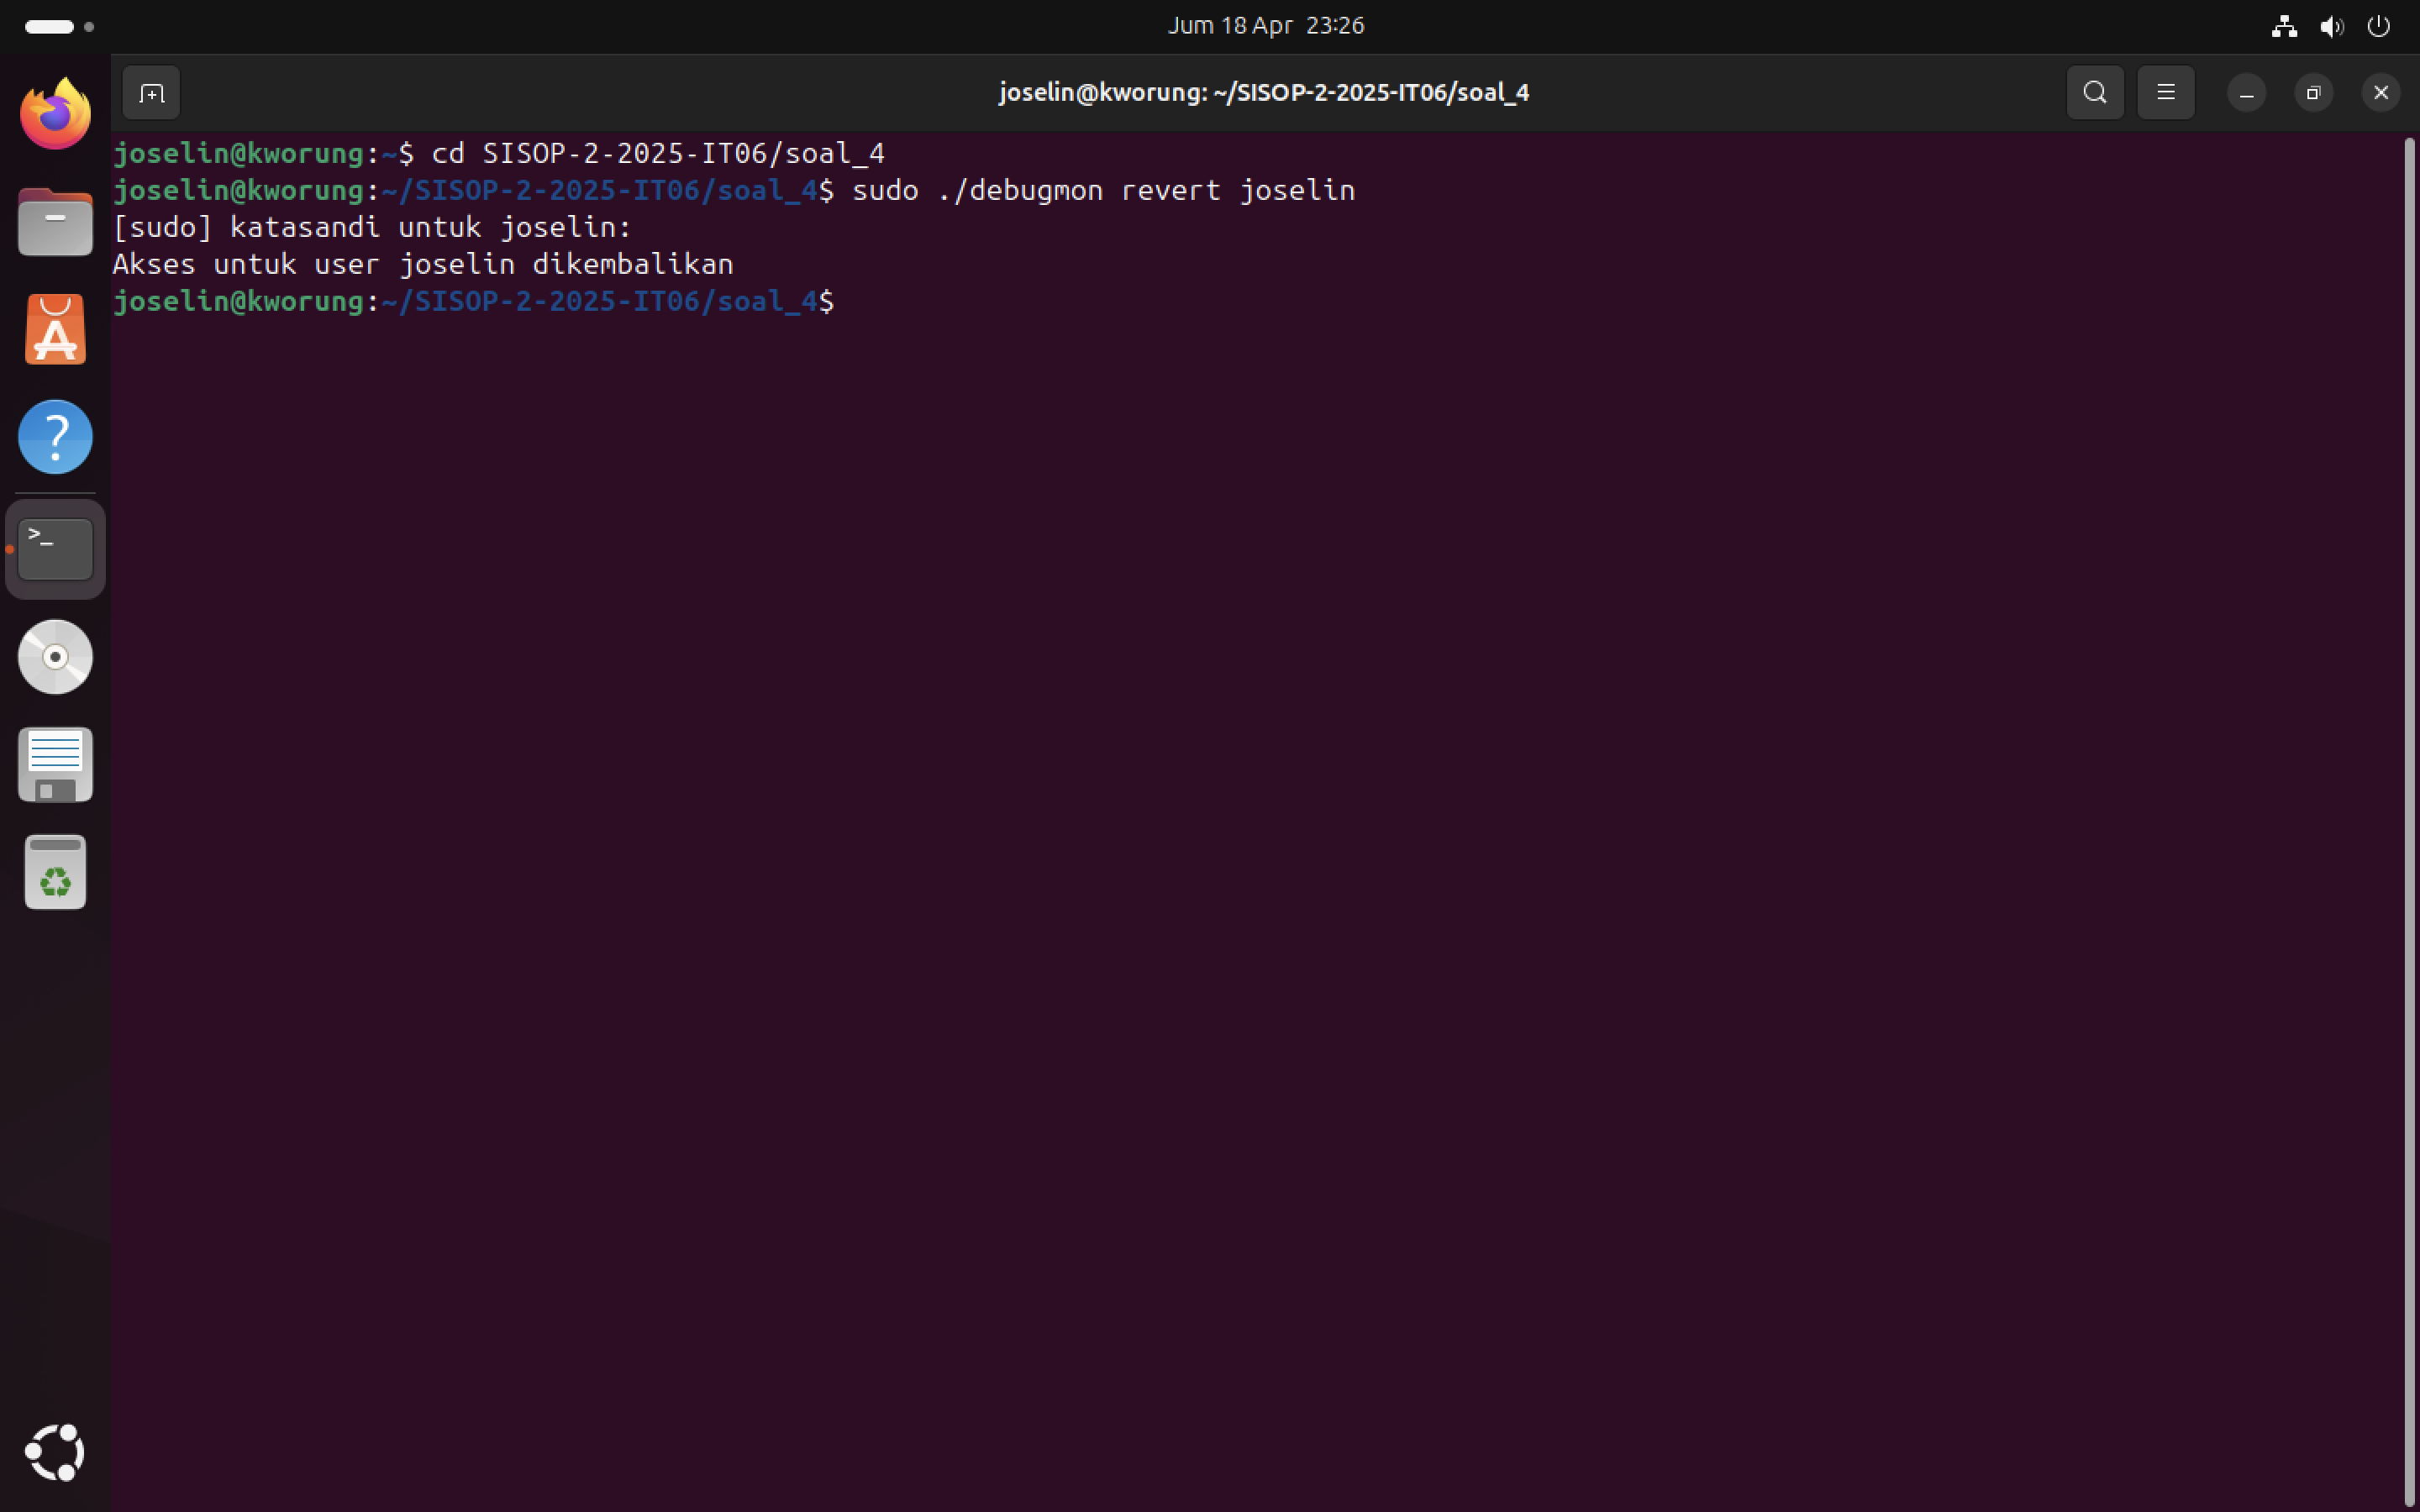 Jum 18 Apr 23:26
joselin@kworung: ~/SISOP-2-2025-IT06/soal_4
joselin@kworung:~$ cd SISOP-2-2025-IT06/soal_4
joselin@kworung:~/SISOP-2-2025-IT06/soal_4$ sudo ./debugmon revert joselin
[sudo] katasandi untuk joselin:
Akses untuk user joselin dikembalikan
joselin@kworung:~/SISOP-2-2025-IT06/soal_4$